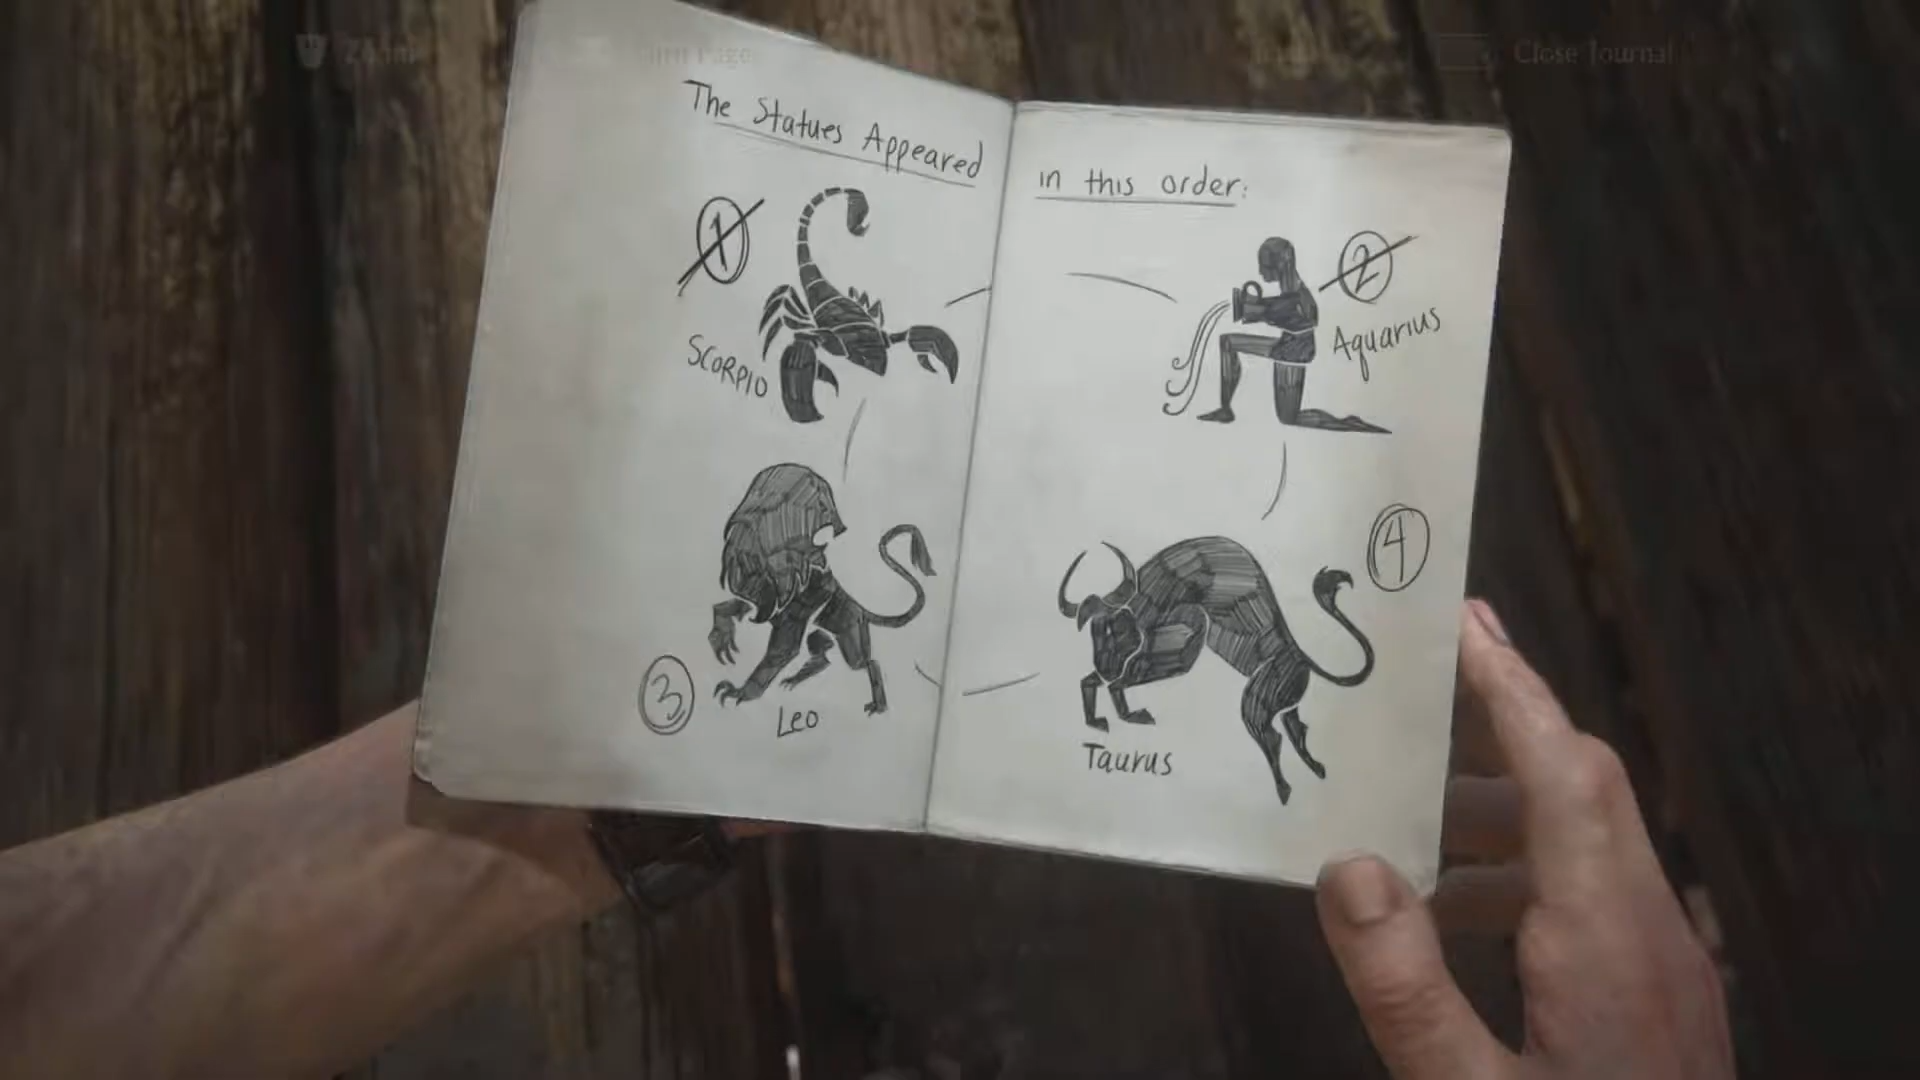 Close Journal
The Statues Appeared
in this order:
1
2
Scorpio
Aquarius
4
3
Leo
Taurus